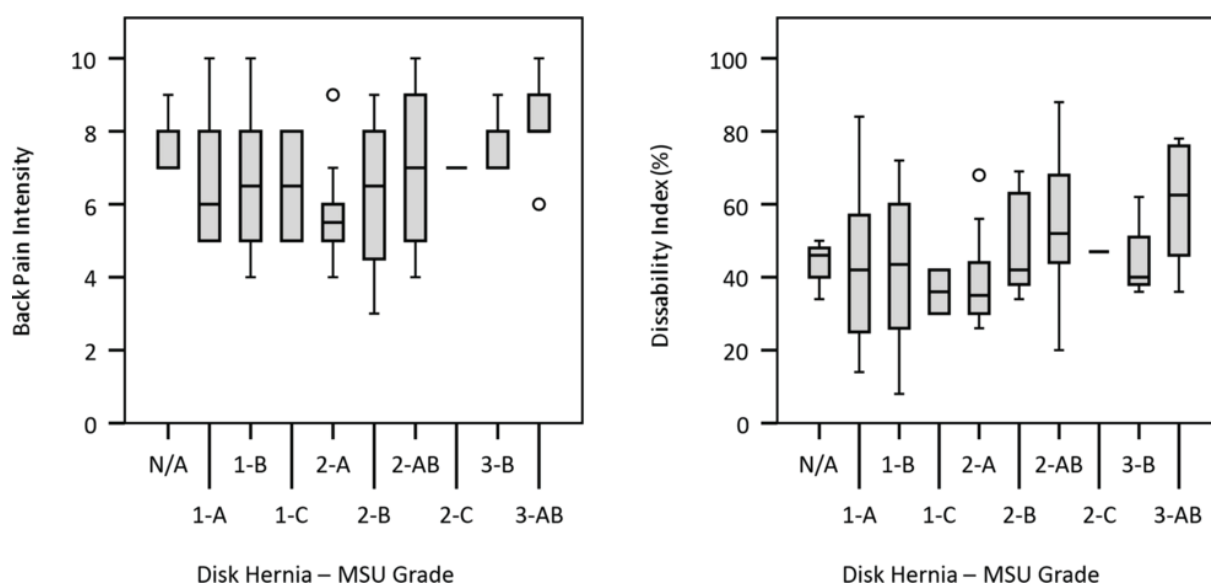 Back Pain Intensity
10
8
6
4
2
0
N/A 1-B 2-A 2-AB 3-B
1-A 1-C 2-B 2-C 3-AB
Disk Hernia – MSU Grade
Dissability Index (%)
100
80
60
40
20
0
N/A 1-B 2-A 2-AB 3-B
1-A 1-C 2-B 2-C 3-AB
Disk Hernia – MSU Grade